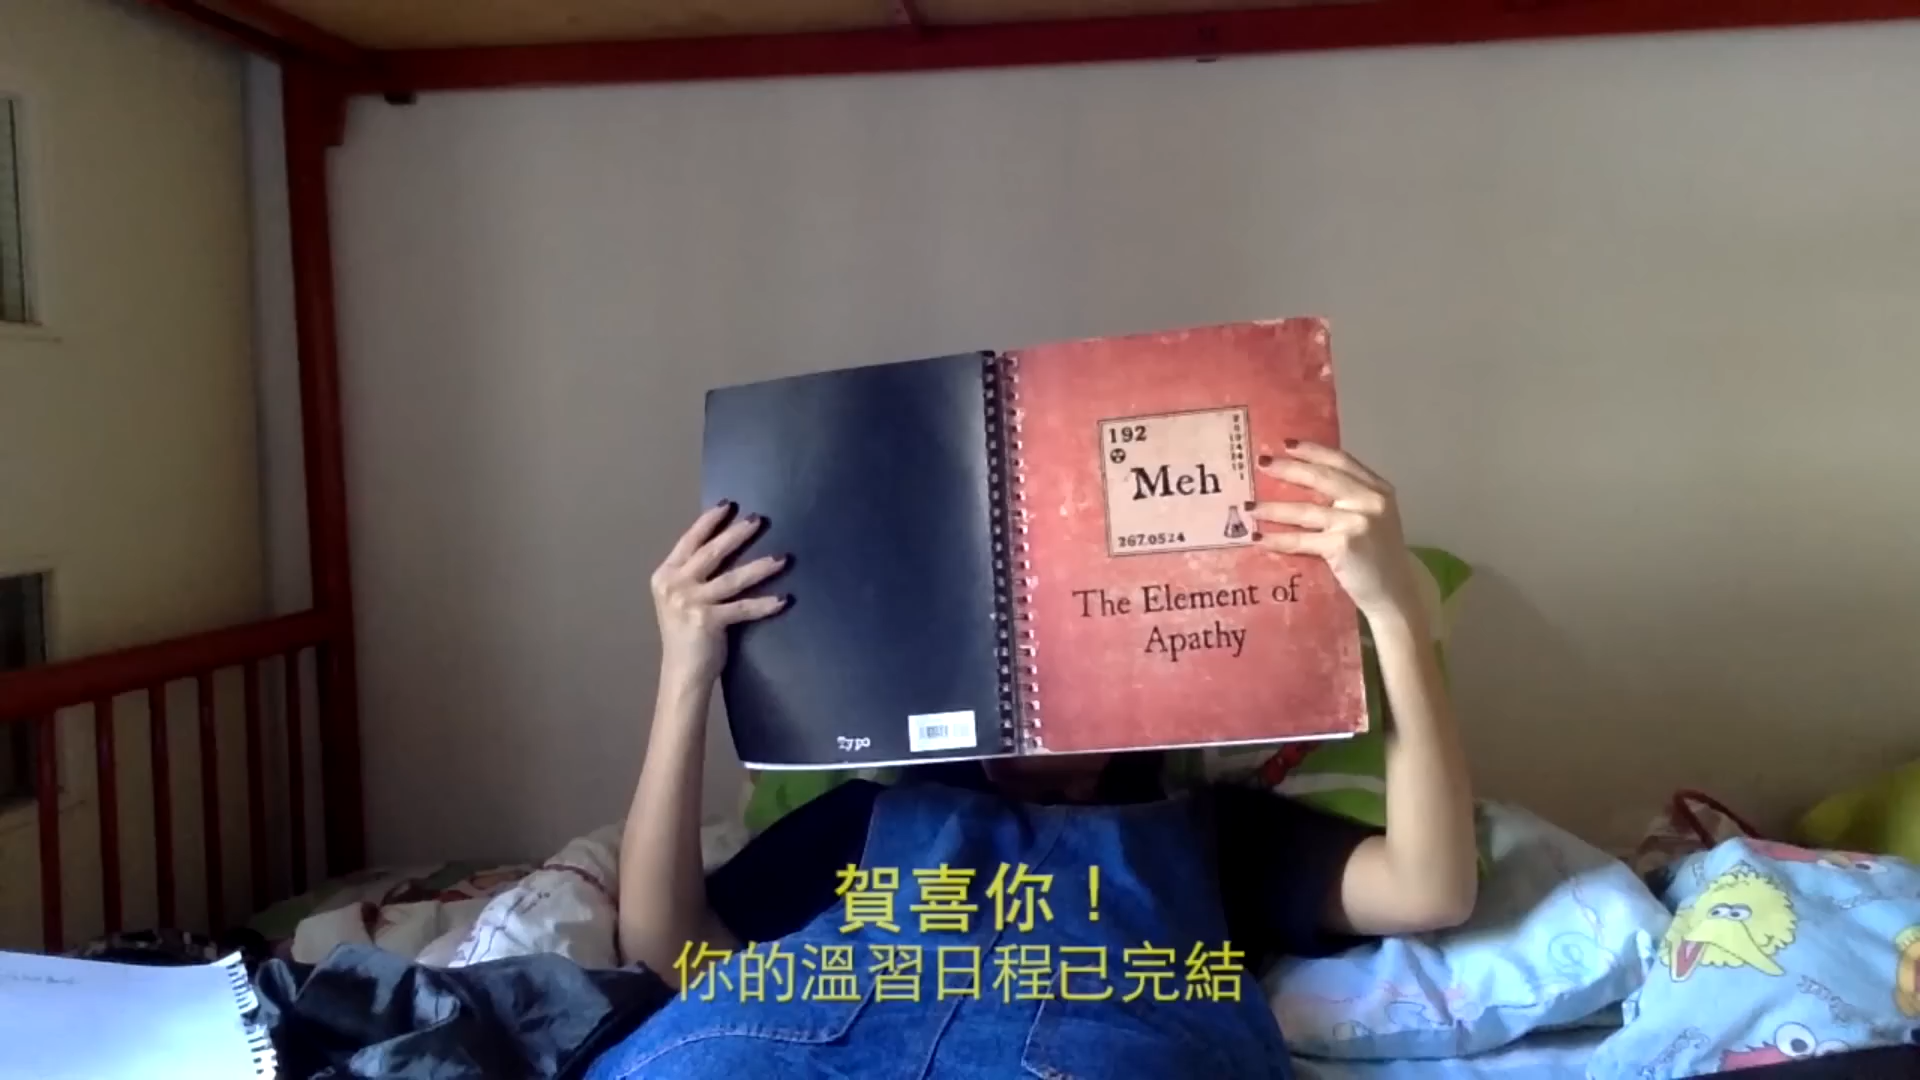 192
Meh
267.0524
The Element of
Apathy
Typo
賀喜你！
你的溫習日程已完結